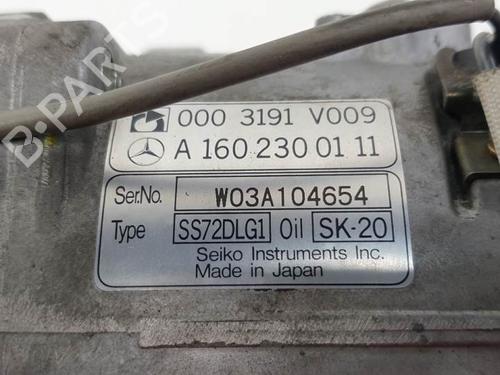 000 3191 V009
A 160 230 01 11
Ser.No. W03A104654
Type SS72DLG1 Oil SK-20
Seiko Instruments Inc.
Made in Japan
B-PARTS